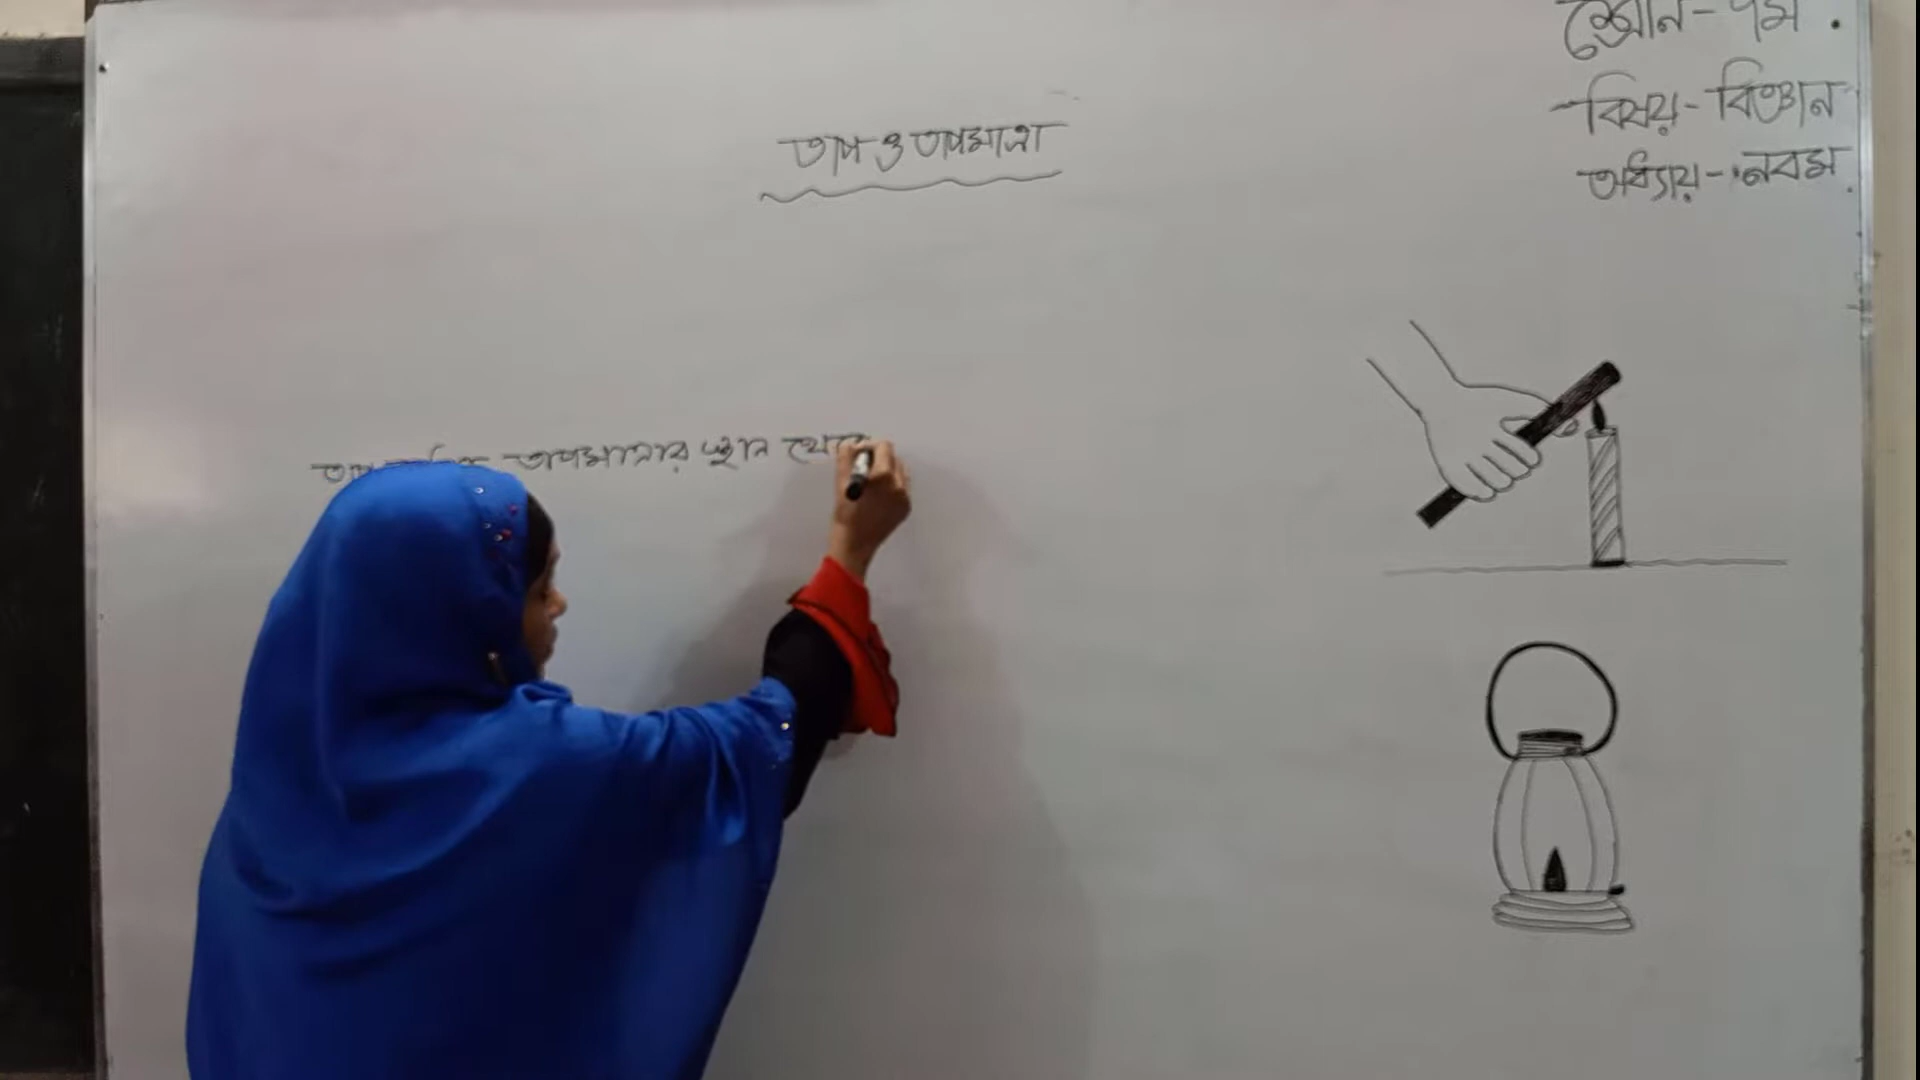 শ্রেনি-৭ম.
বিষয়-বিজ্ঞান
অধ্যায়-নবম.
তাপ ও তাপমাত্রা
তাপ তাপমাত্রার স্থান থেকে